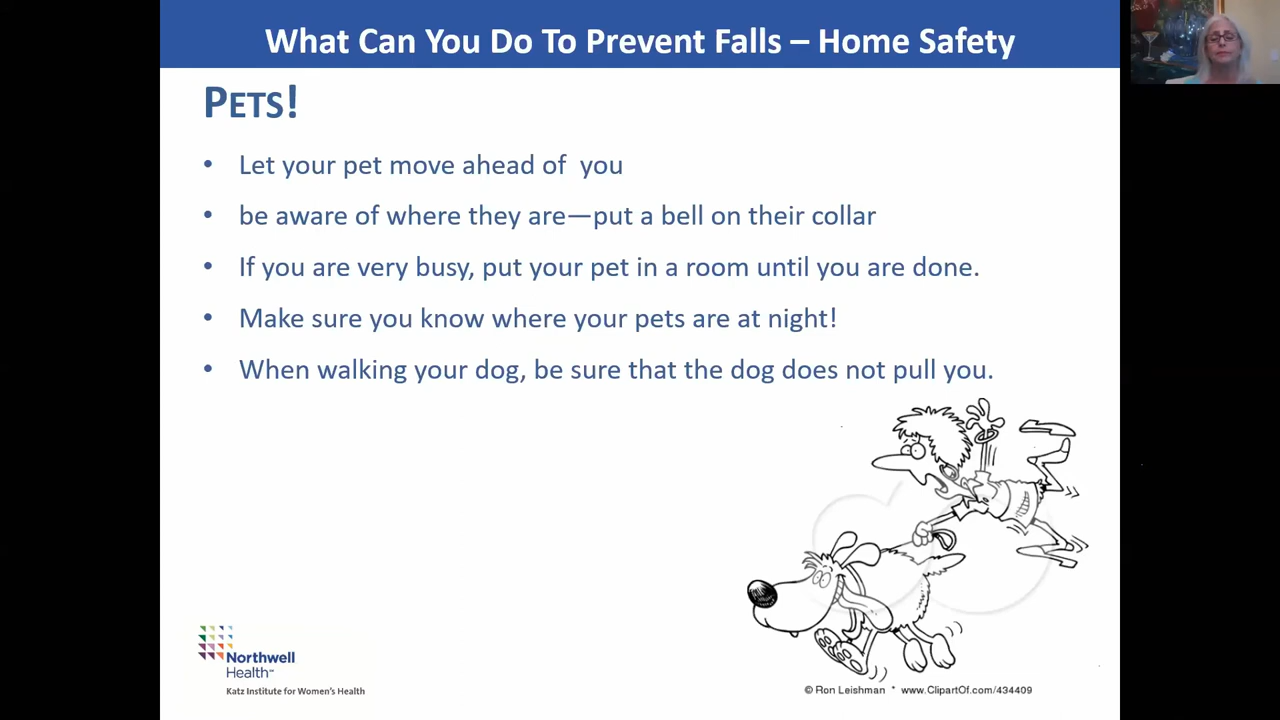 What Can You Do To Prevent Falls – Home Safety
PETS!
• Let your pet move ahead of  you
• be aware of where they are—put a bell on their collar
• If you are very busy, put your pet in a room until you are done.
• Make sure you know where your pets are at night!
• When walking your dog, be sure that the dog does not pull you.
Northwell
Health℠
Katz Institute for Women's Health
© Ron Leishman * www.ClipartOf.com/434409